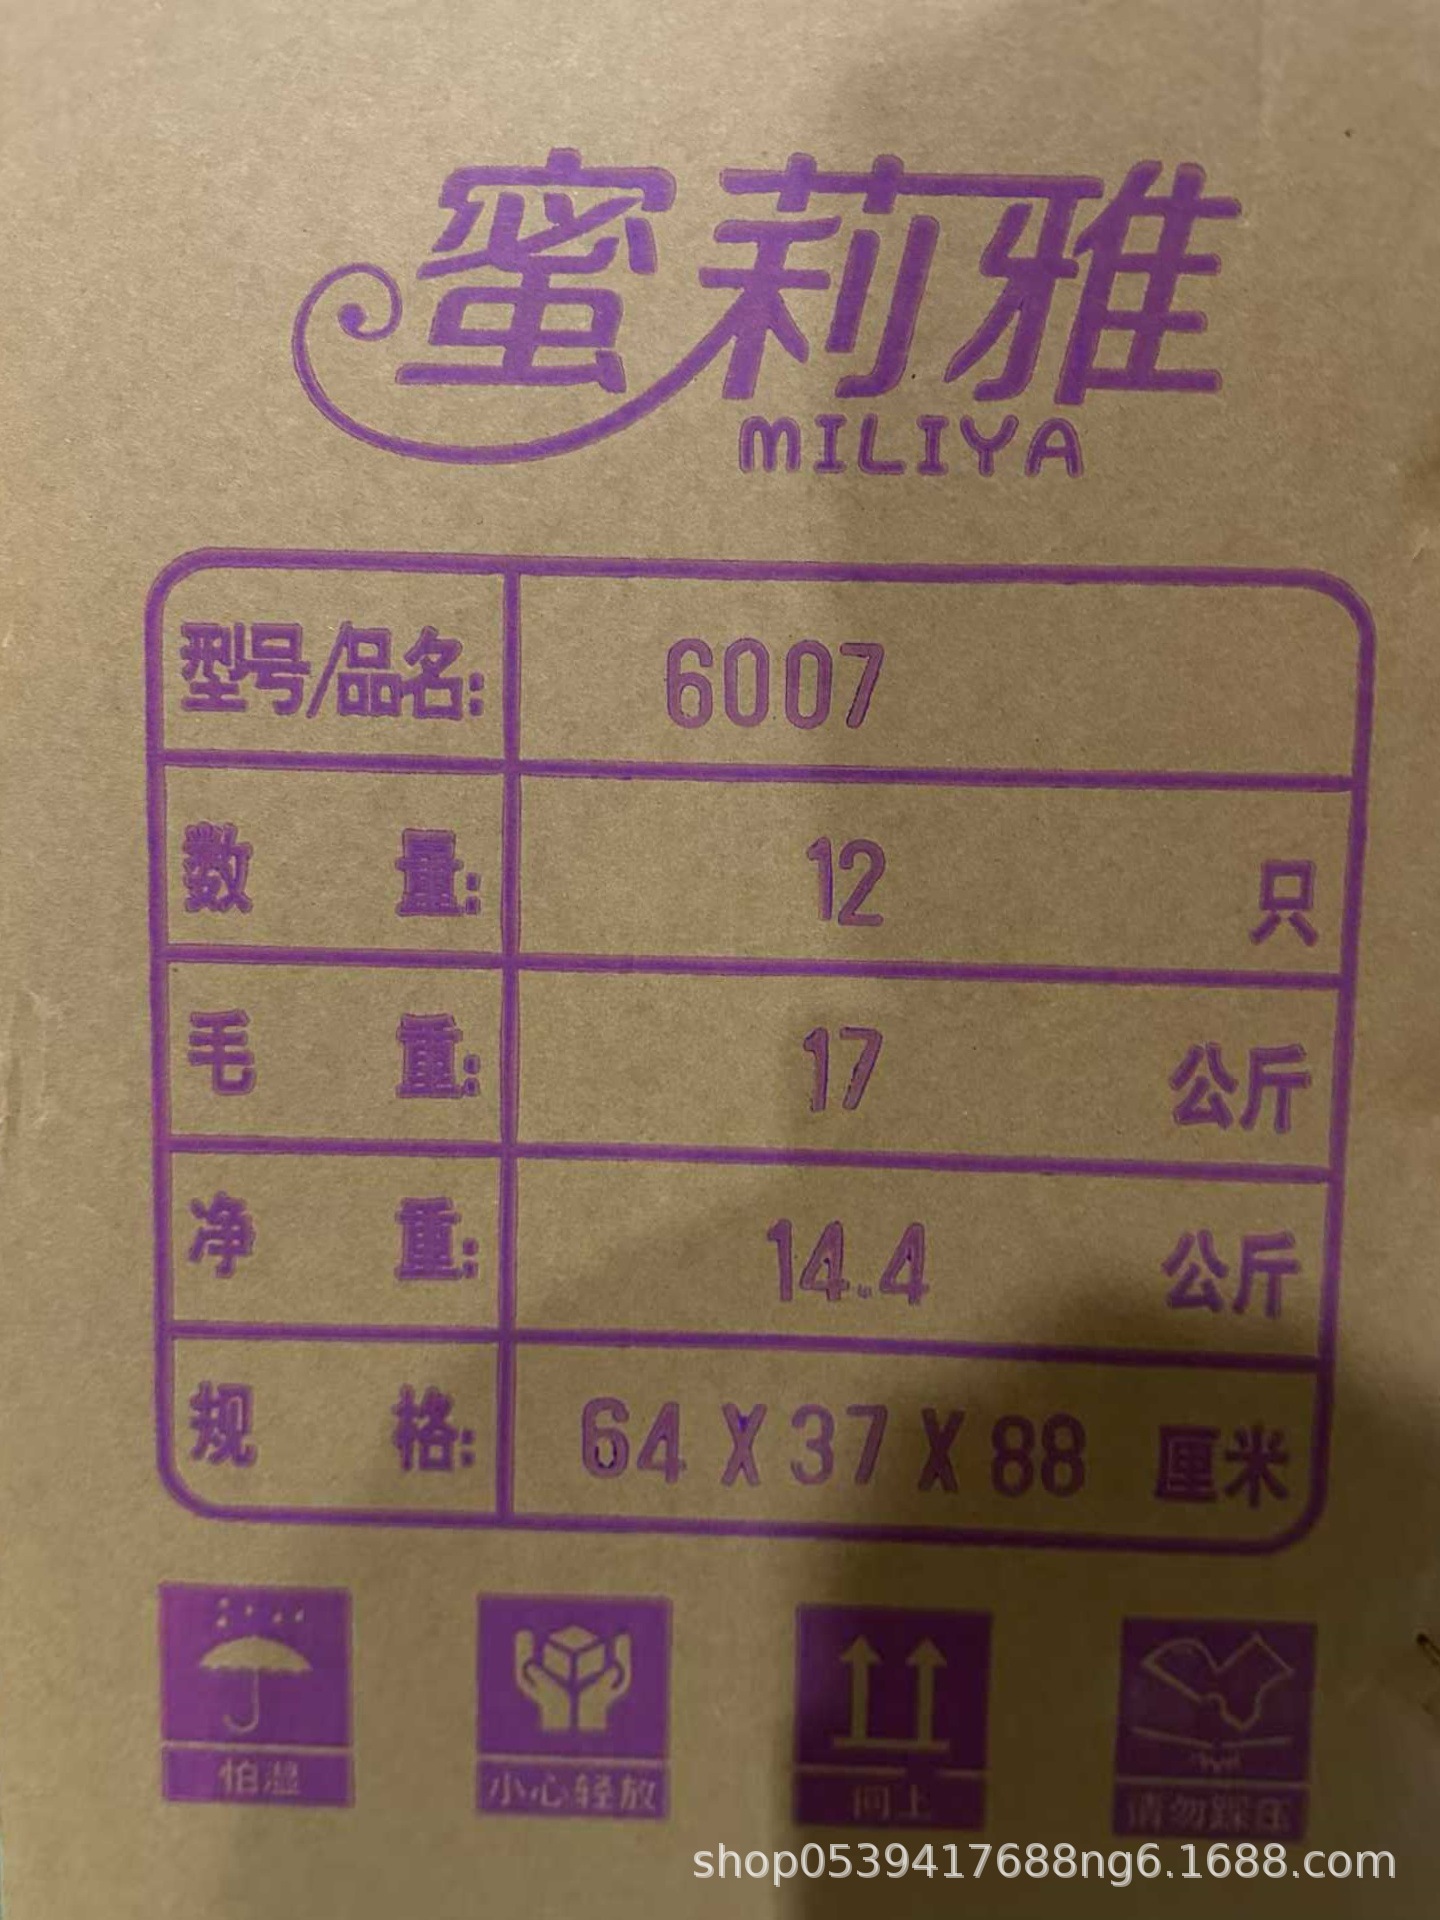 蜜莉雅
MILIYA
型号/品名: 6007
数量: 12 只
毛重: 17 公斤
净重: 14.4 公斤
规格: 64 X 37 X 88 厘米
怕湿 小心轻放 向上 请勿踩压
shop0539417688ng6.1688.com